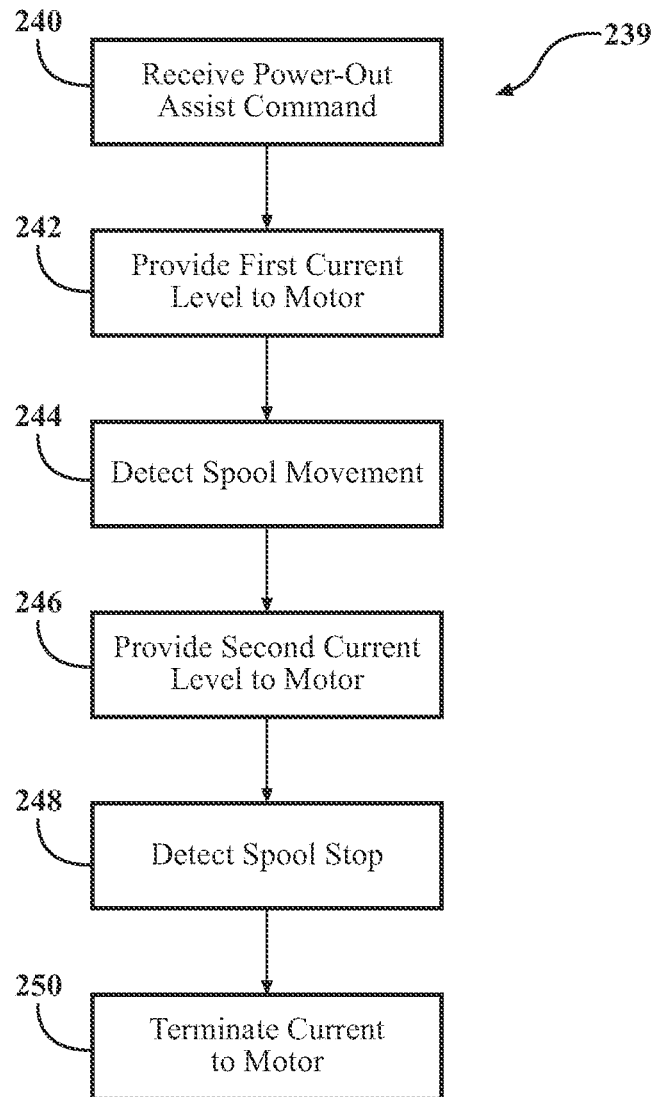 240
239
Receive Power-Out
Assist Command
242
Provide First Current
Level to Motor
244
Detect Spool Movement
246
Provide Second Current
Level to Motor
248
Detect Spool Stop
250
Terminate Current
to Motor